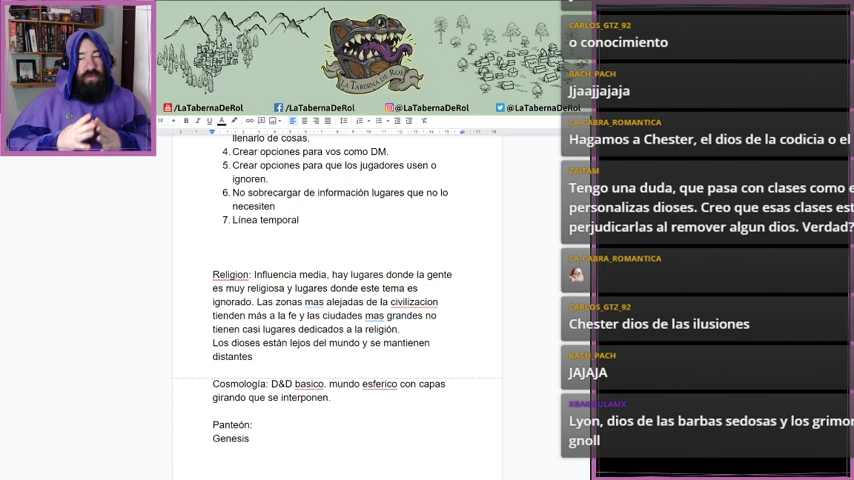 LA TABERNA DE ROL
/LaTabernaDeRol
/LaTabernaDeRol
@LaTabernaDeRol
@LaTabernaDeRol
llenarlo de cosas.
4. Crear opciones para vos como DM.
5. Crear opciones para que los jugadores usen o
ignoren.
6. No sobrecargar de información lugares que no lo
necesiten
7. Línea temporal
Religion: Influencia media, hay lugares donde la gente
es muy religiosa y lugares donde este tema es
ignorado. Las zonas mas alejadas de la civilizacion
tienden más a la fe y las ciudades mas grandes no
tienen casi lugares dedicados a la religión.
Los dioses están lejos del mundo y se mantienen
distantes
Cosmología: D&D basico. mundo esferico con capas
girando que se interponen.
Panteón:
Genesis
CARLOS_GTZ_92
o conocimiento
BACH_PACH
Jjaajjajaja
LA_CABRA_ROMANTICA
Hagamos a Chester, el dios de la codicia o el
ZAITAM
Tengo una duda, que pasa con clases como
personalizas dioses. Creo que esas clases
perjudicarlas al remover algun dios. Verdad?
LA_CABRA_ROMANTICA
CARLOS_GTZ_92
Chester dios de las ilusiones
BACH_PACH
JAJAJA
Lyon, dios de las barbas sedosas y los
gnoll